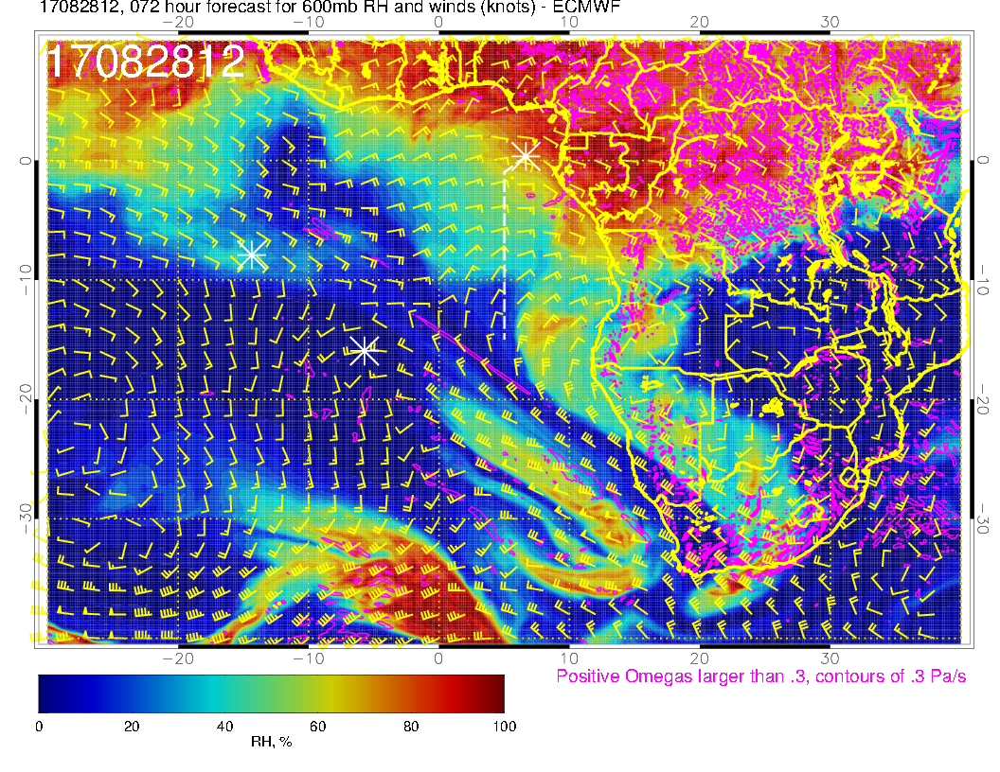 17082812, 072 hour forecast for 600mb RH and winds (knots) - ECMWF
−20 −10 0 10 20 30
17082812
0 0
−10 −10
−20 −20
−30 −30
−20 −10 0 10 20 30
Positive Omegas larger than .3, contours of .3 Pa/s
0 20 40 60 80 100
RH, %